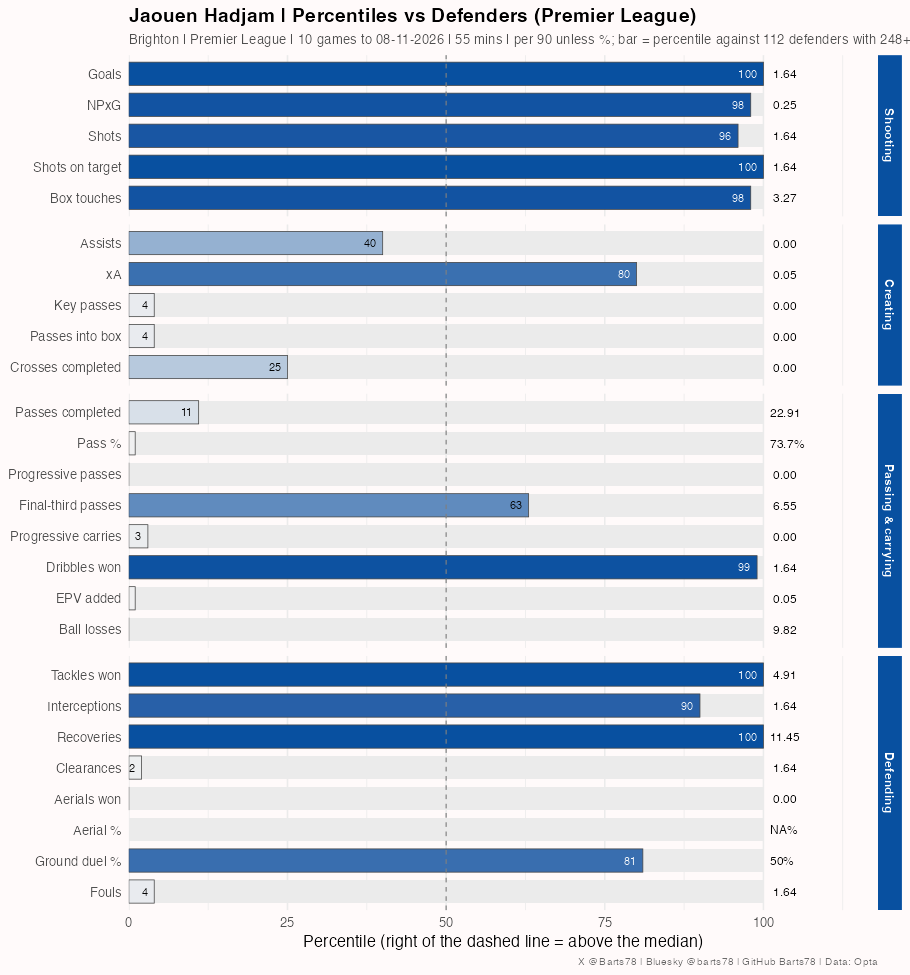 Jaouen Hadjam | Percentiles vs Defenders (Premier League)
Brighton | Premier League | 10 games to 08-11-2026 | 55 mins | per 90 unless %; bar = percentile against 112 defenders with 248+
Shooting
Goals 100 1.64
NPxG 98 0.25
Shots 96 1.64
Shots on target 100 1.64
Box touches 98 3.27
Creating
Assists 40 0.00
xA 80 0.05
Key passes 4 0.00
Passes into box 4 0.00
Crosses completed 25 0.00
Passing & carrying
Passes completed 11 22.91
Pass % 73.7%
Progressive passes 0.00
Final-third passes 63 6.55
Progressive carries 3 0.00
Dribbles won 99 1.64
EPV added 0.05
Ball losses 9.82
Defending
Tackles won 100 4.91
Interceptions 90 1.64
Recoveries 100 11.45
Clearances 2 1.64
Aerials won 0.00
Aerial % NA%
Ground duel % 81 50%
Fouls 4 1.64
0 25 50 75 100
Percentile (right of the dashed line = above the median)
X @Barts78 | Bluesky @barts78 | GitHub Barts78 | Data: Opta